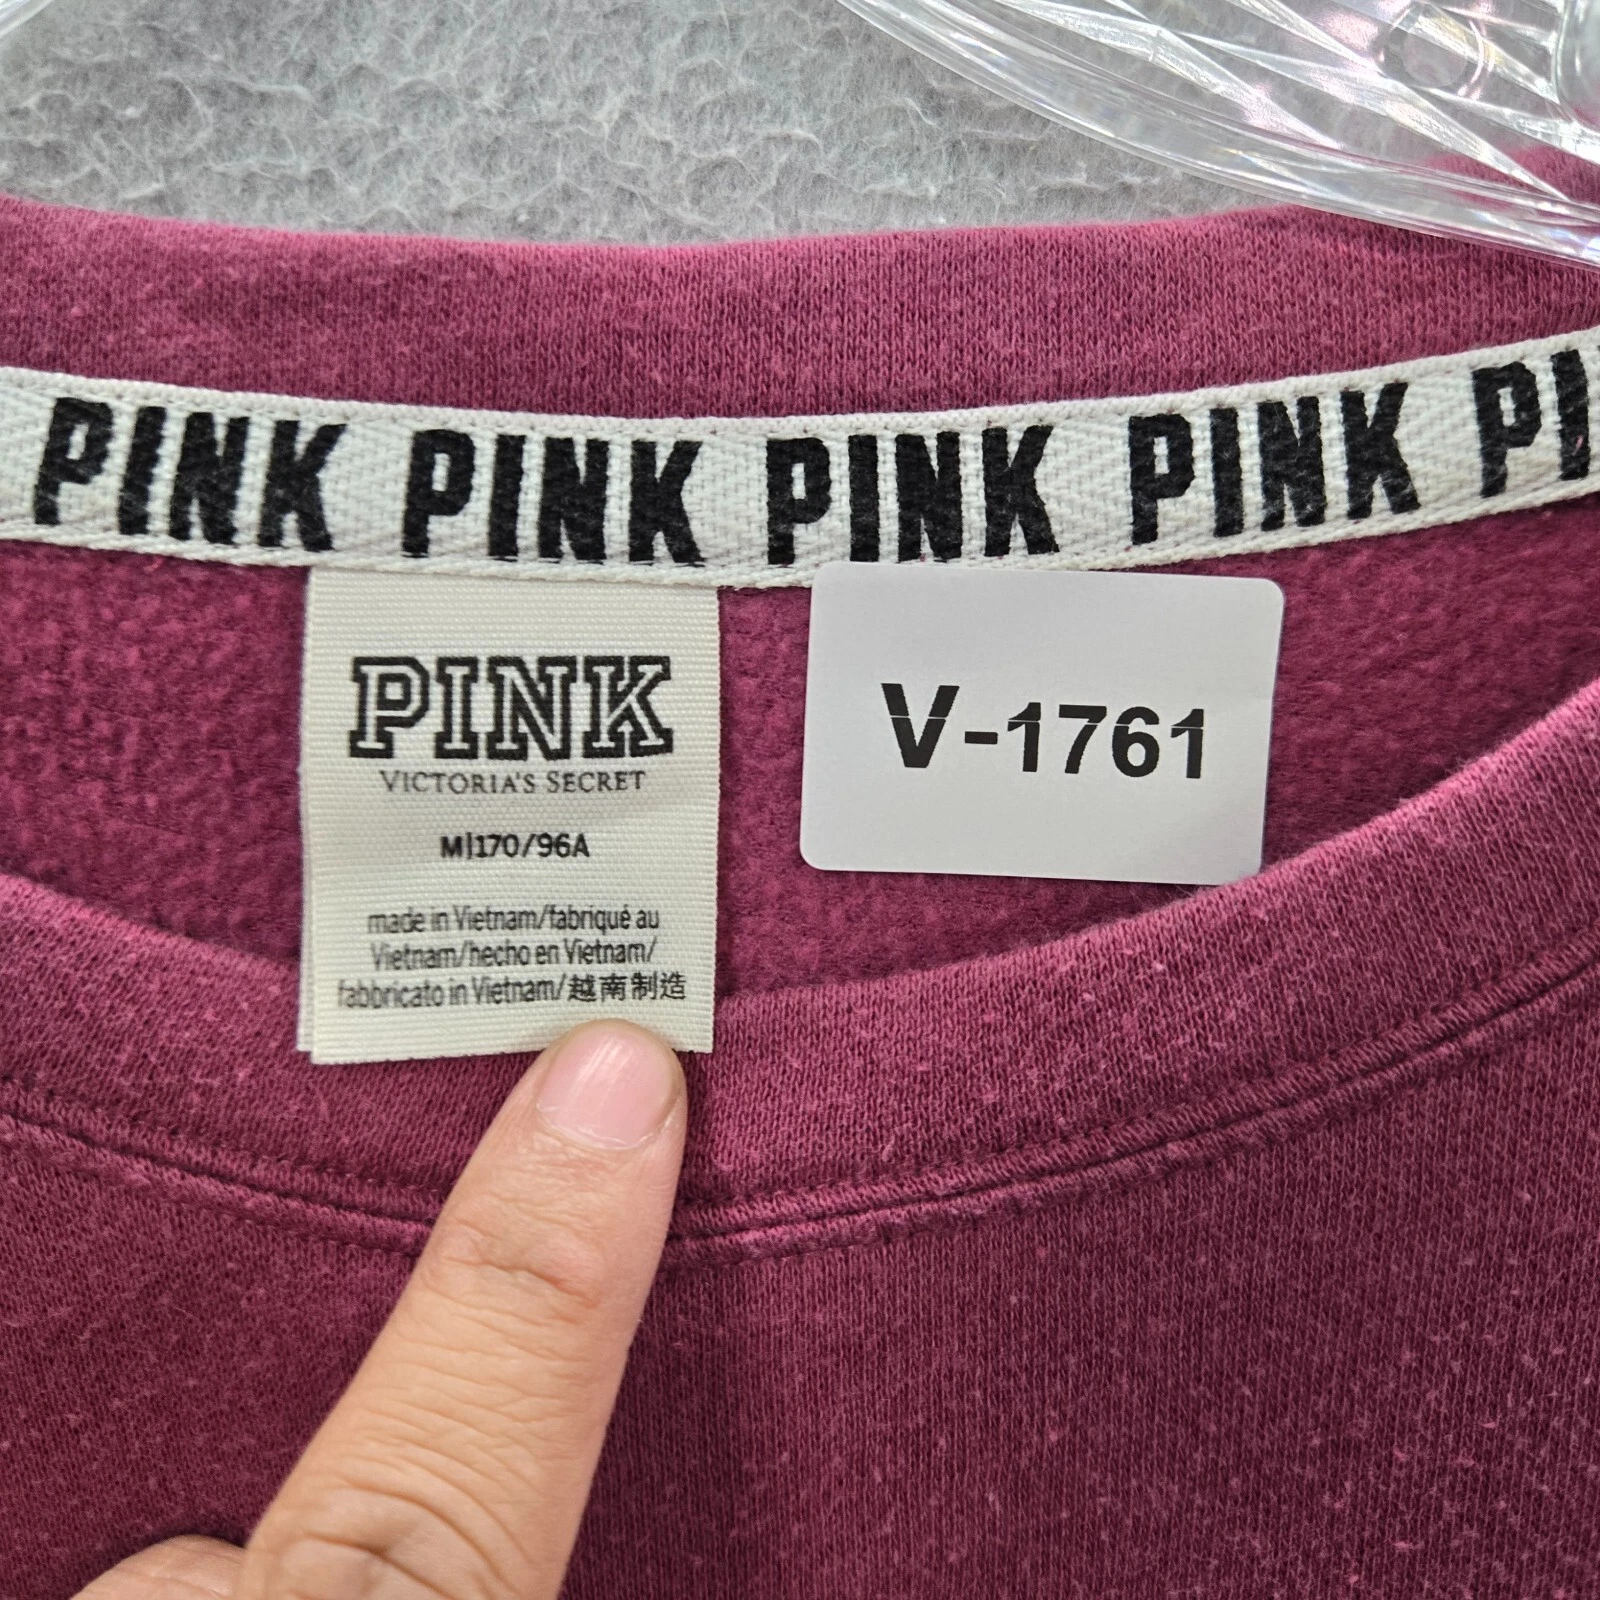 PINK PINK PINK PINK PI
PINK
VICTORIA'S SECRET
M|170/96A
made in Vietnam/fabriqué au
Vietnam/hecho en Vietnam/
fabbricato in Vietnam/越南制造
V-1761